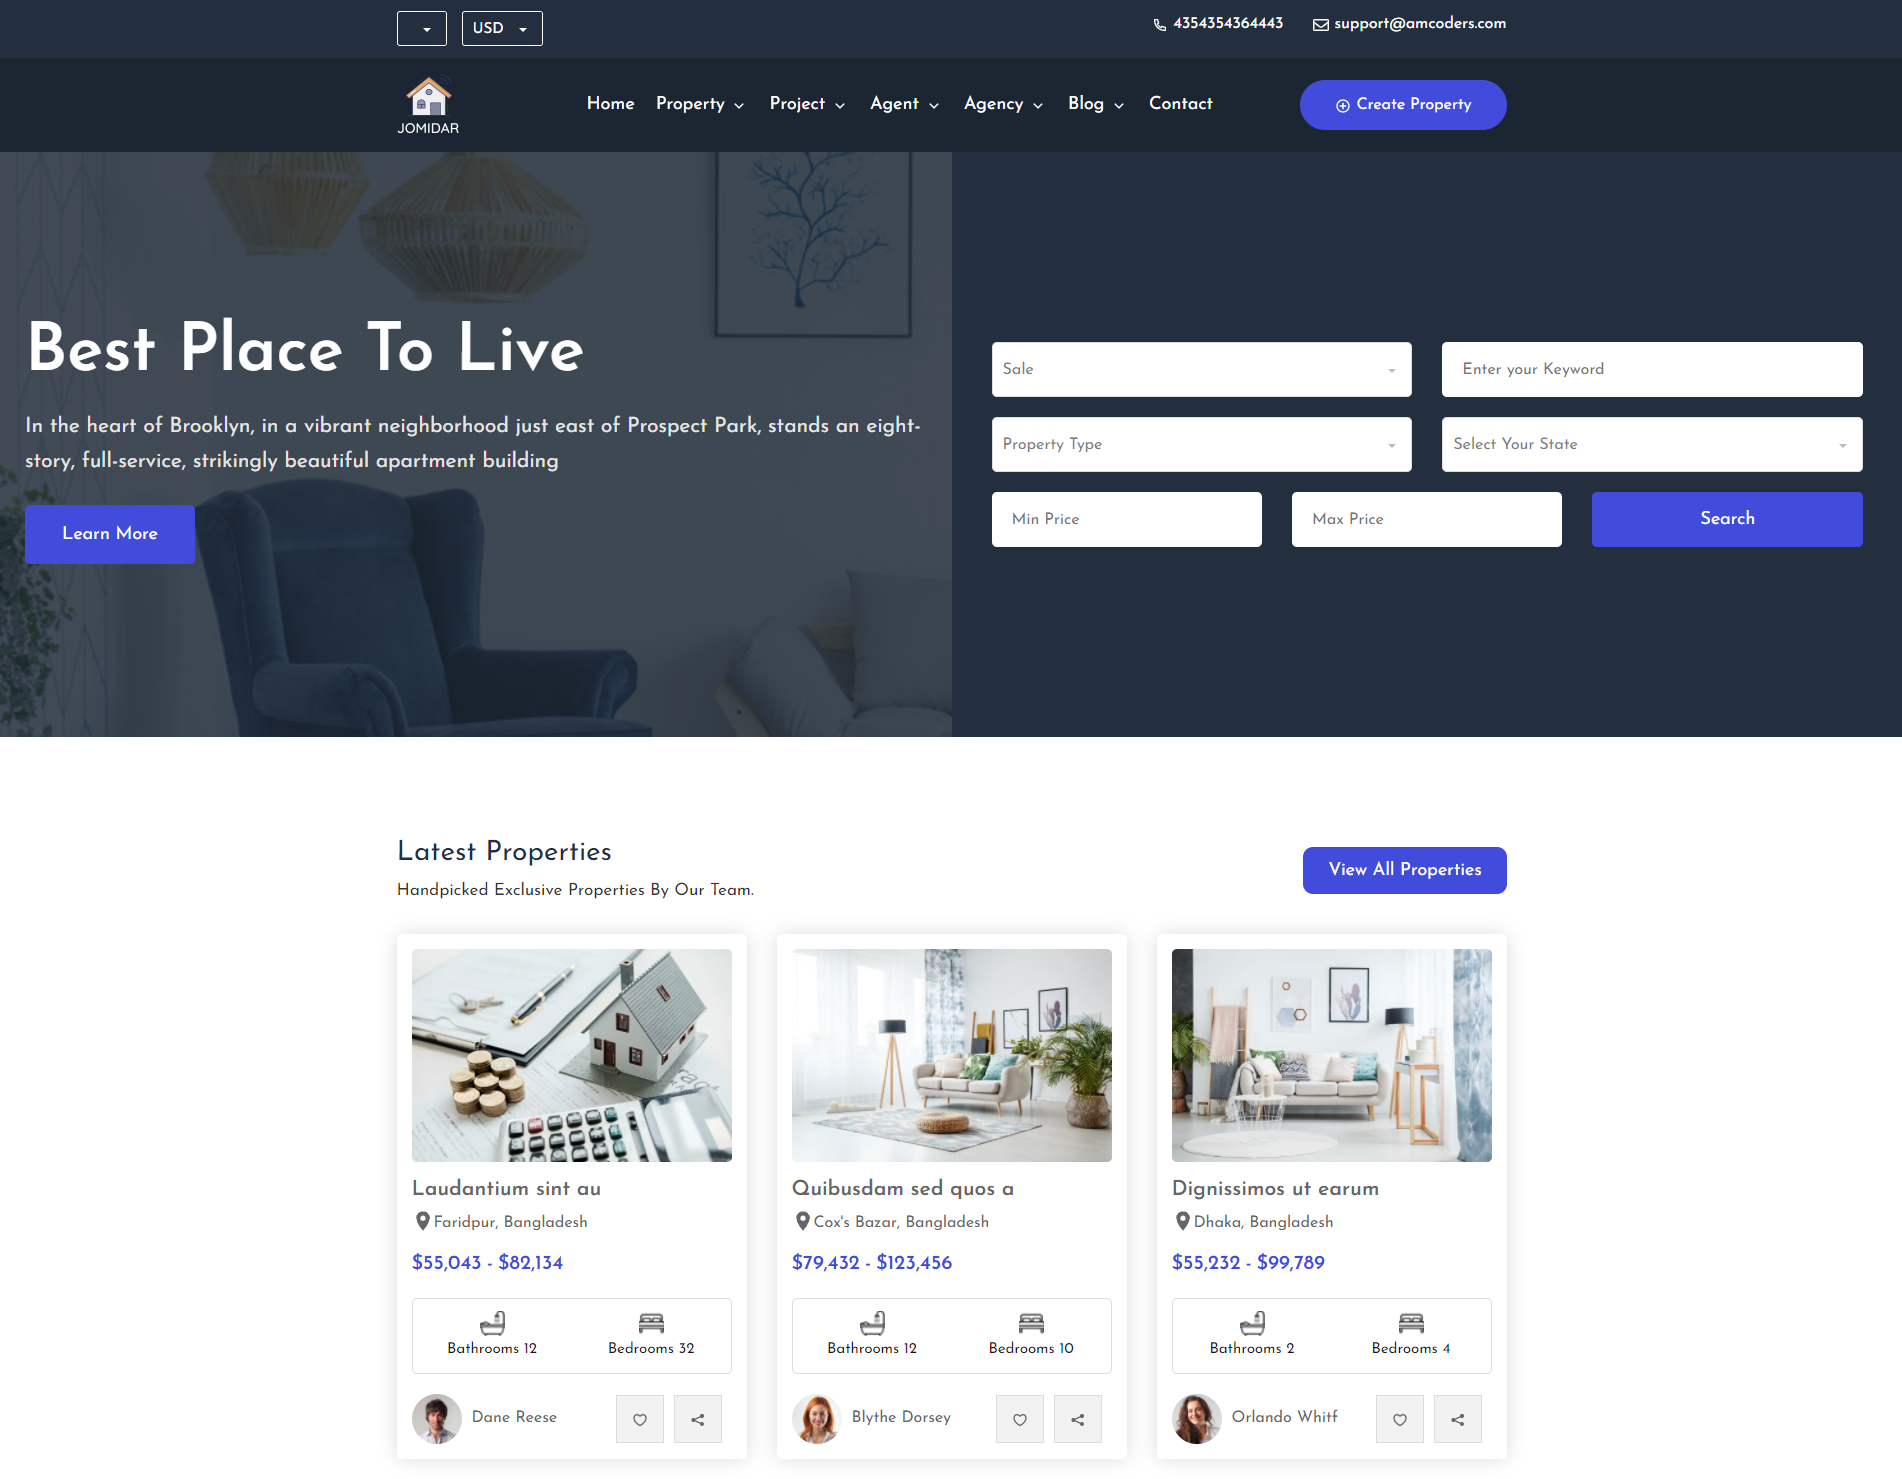 USD
4354354364443
support@amcoders.com
JOMIDAR
Home
Property
Project
Agent
Agency
Blog
Contact
Create Property
Best Place To Live
In the heart of Brooklyn, in a vibrant neighborhood just east of Prospect Park, stands an eight-
story, full-service, strikingly beautiful apartment building
Learn More
Sale
Enter your Keyword
Property Type
Select Your State
Min Price
Max Price
Search
Latest Properties
Handpicked Exclusive Properties By Our Team.
View All Properties
Laudantium sint au
Faridpur, Bangladesh
$55,043 - $82,134
Bathrooms 12
Bedrooms 32
Dane Reese
Quibusdam sed quos a
Cox's Bazar, Bangladesh
$79,432 - $123,456
Bathrooms 12
Bedrooms 10
Blythe Dorsey
Dignissimos ut earum
Dhaka, Bangladesh
$55,232 - $99,789
Bathrooms 2
Bedrooms 4
Orlando Whitf